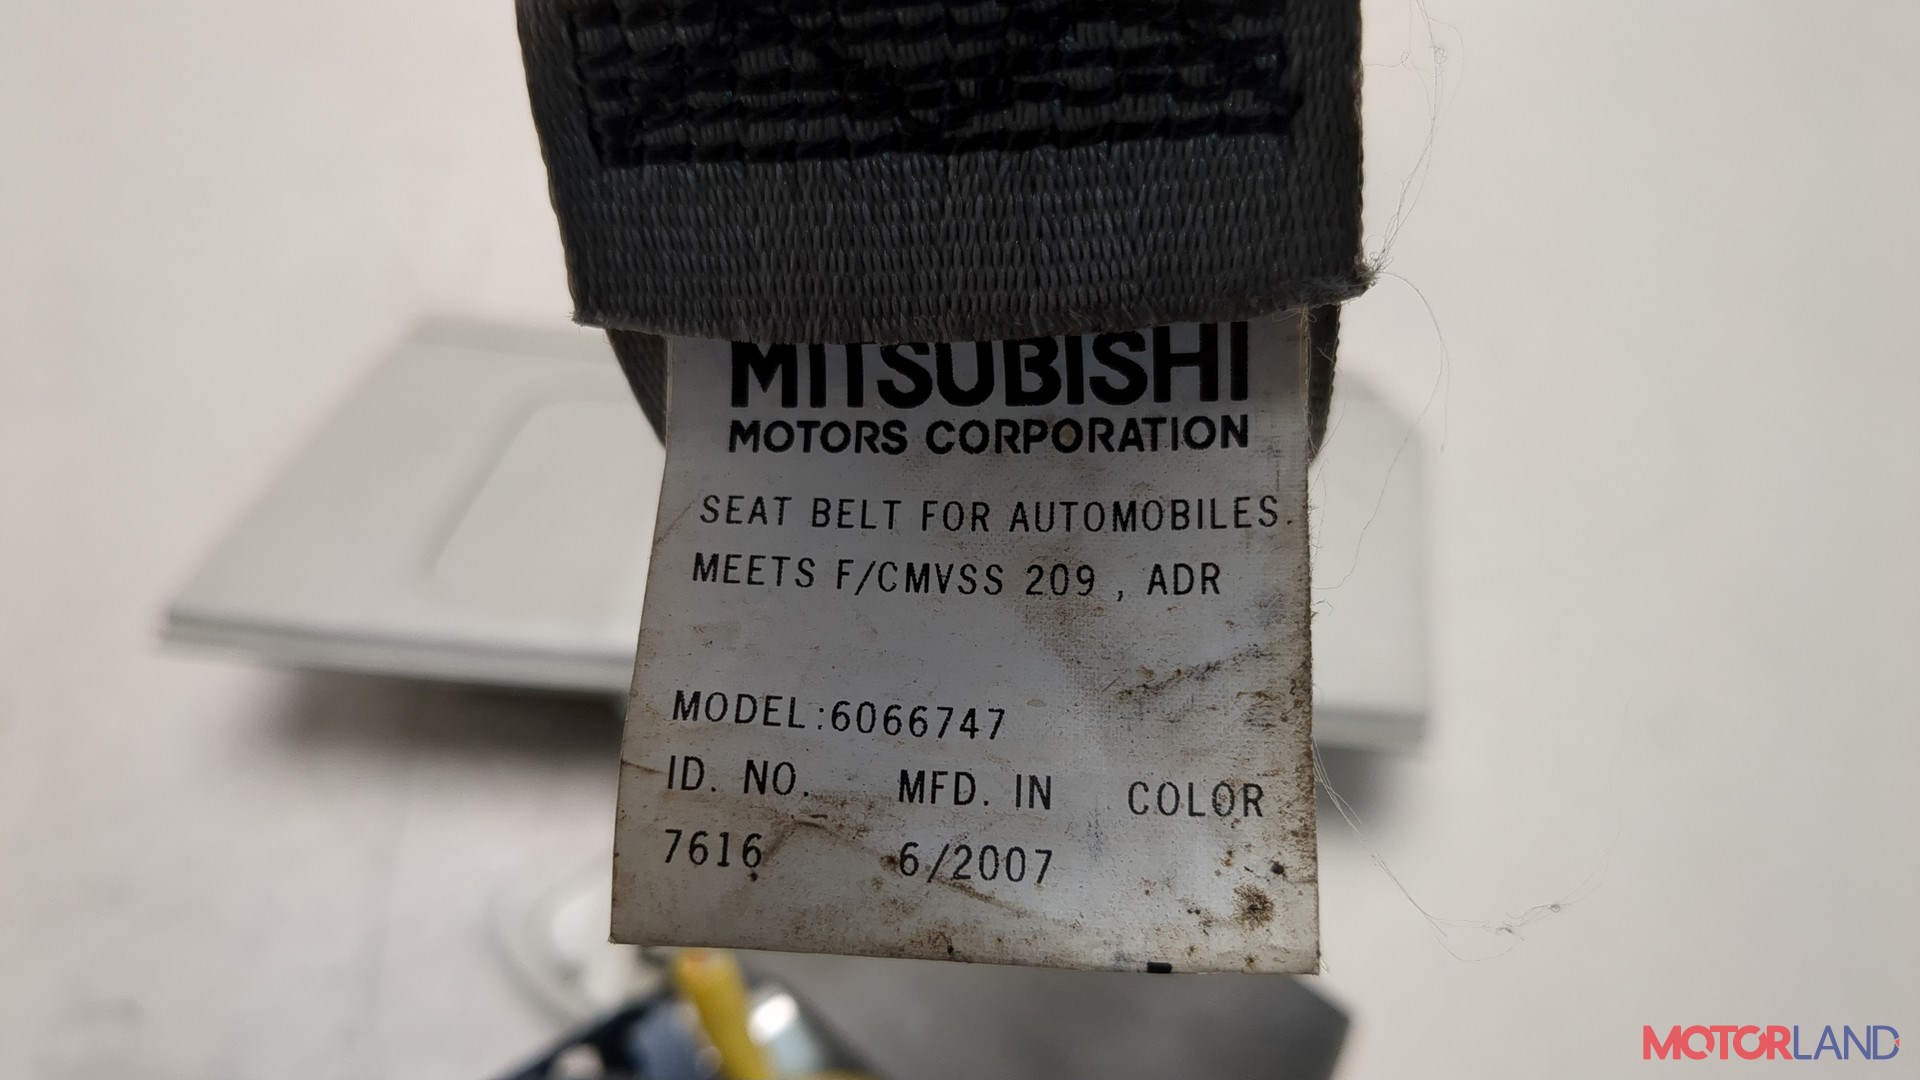 MITSUBISHI
MOTORS CORPORATION
SEAT BELT FOR AUTOMOBILES.
MEETS F/CMVSS 209 , ADR
MODEL:6066747
ID. NO. MFD. IN COLOR
7616 6/2007
MOTORLAND